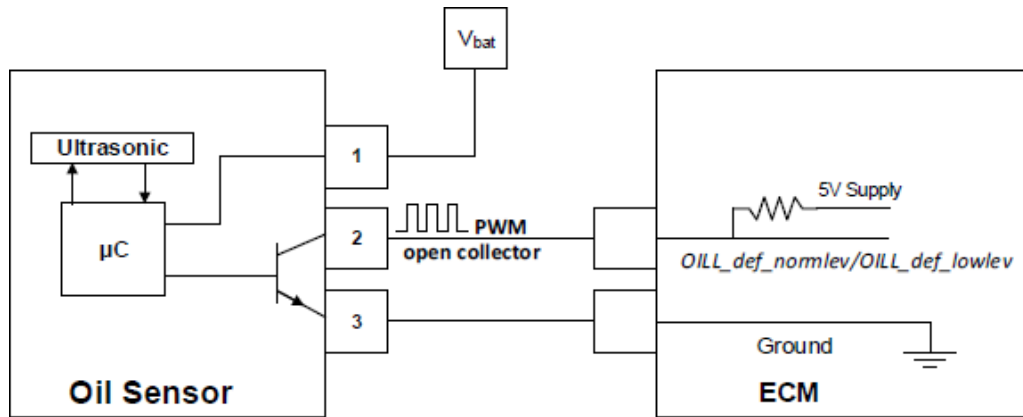 Vbat
Ultrasonic
1
5V Supply
µC
2
PWM
open collector
OILL_def_normlev/OILL_def_lowlev
3
Ground
Oil Sensor
ECM